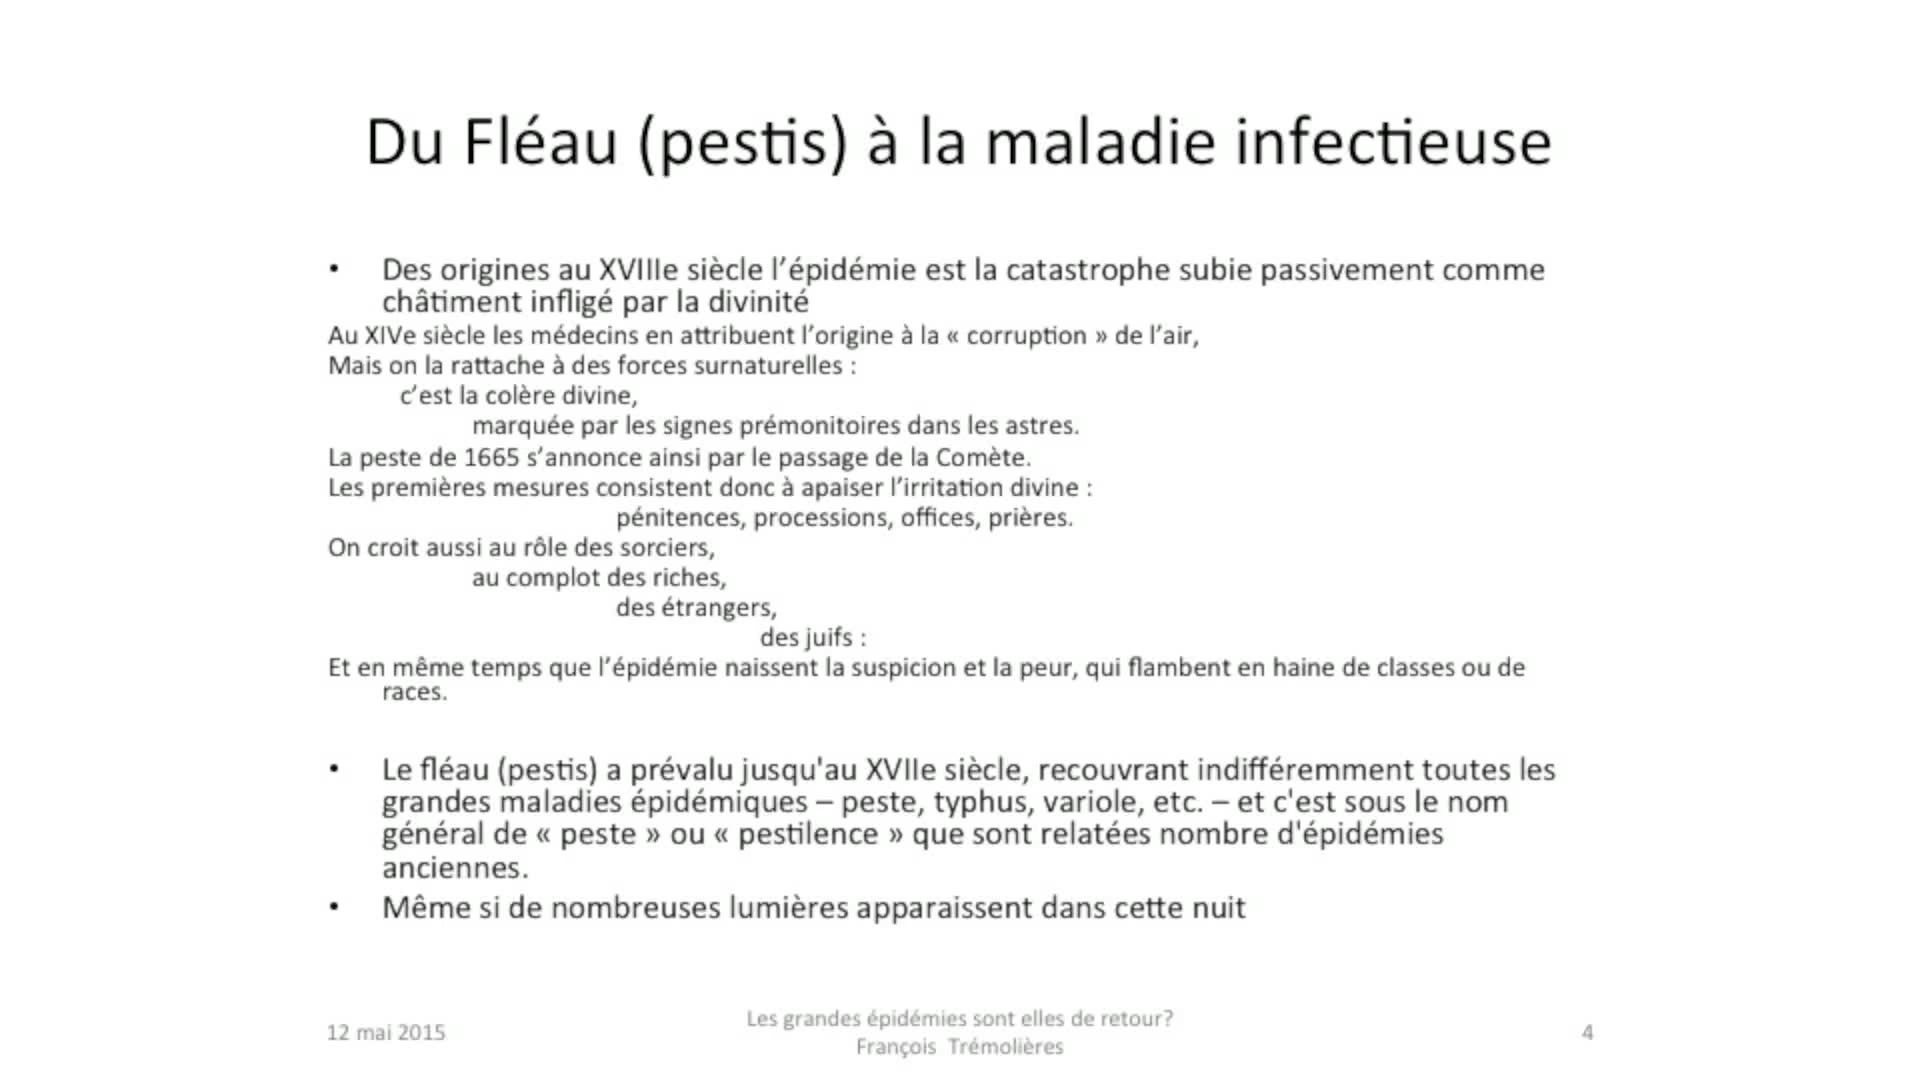 Du Fléau (pestis) à la maladie infectieuse
• Des origines au XVIIIe siècle l’épidémie est la catastrophe subie passivement comme
châtiment infligé par la divinité
Au XIVe siècle les médecins en attribuent l’origine à la « corruption » de l’air,
Mais on la rattache à des forces surnaturelles :
c’est la colère divine,
marquée par les signes prémonitoires dans les astres.
La peste de 1665 s’annonce ainsi par le passage de la Comète.
Les premières mesures consistent donc à apaiser l’irritation divine :
pénitences, processions, offices, prières.
On croit aussi au rôle des sorciers,
au complot des riches,
des étrangers,
des juifs :
Et en même temps que l’épidémie naissent la suspicion et la peur, qui flambent en haine de classes ou de
races.
• Le fléau (pestis) a prévalu jusqu'au XVIIe siècle, recouvrant indifféremment toutes les
grandes maladies épidémiques – peste, typhus, variole, etc. – et c'est sous le nom
général de « peste » ou « pestilence » que sont relatées nombre d'épidémies
anciennes.
• Même si de nombreuses lumières apparaissent dans cette nuit
12 mai 2015
Les grandes épidémies sont elles de retour?
François Trémolières
4